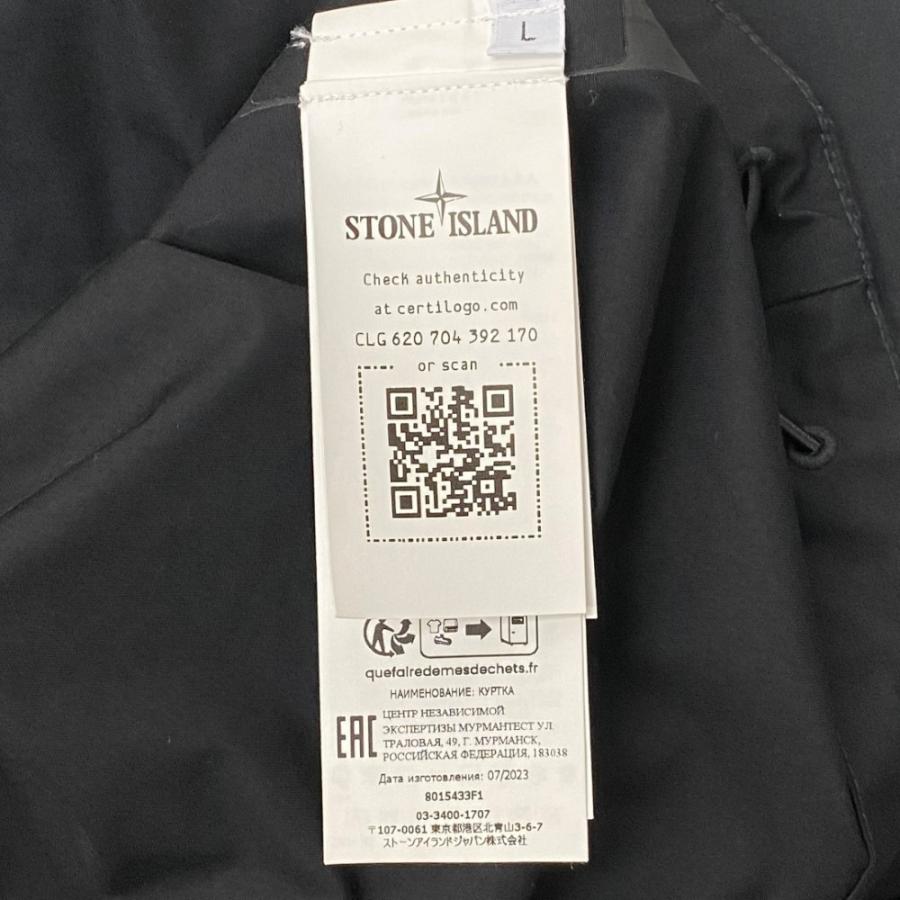 L
STONE ISLAND
Check authenticity
at certilogo.com
CLG 620 704 392 170
or scan
quefairedemesdechets.fr
НАИМЕНОВАНИЕ: КУРТКА
EAC
ЦЕНТР НЕЗАВИСИМОЙ
ЭКСПЕРТИЗЫ МУРМАНТЕСТ УЛ.
ТРАЛОВАЯ, 49, Г. МУРМАНСК,
РОССИЙСКАЯ ФЕДЕРАЦИЯ, 183038
Дата изготовления: 07/2023
8015433F1
03-3400-1707
〒107-0061 東京都港区北青山3-6-7
ストーンアイランドジャパン株式会社